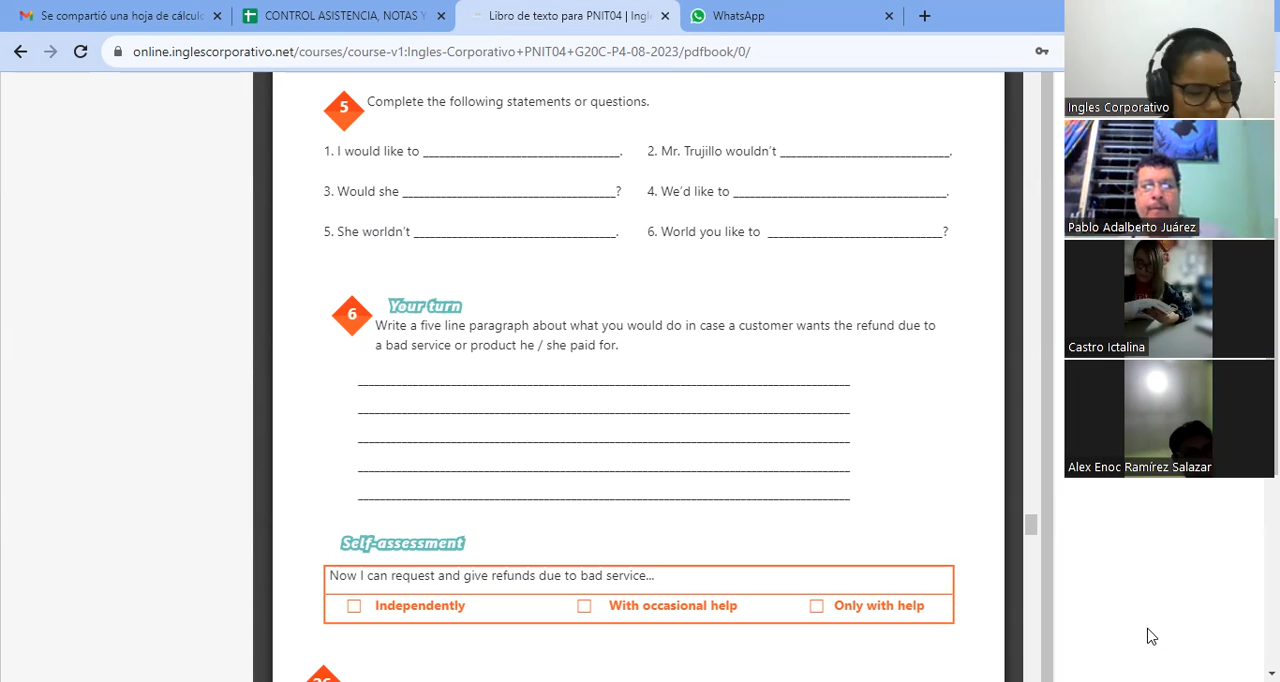 Se compartió una hoja de cálculo
CONTROL ASISTENCIA, NOTAS Y
Libro de texto para PNIT04 | Ingle
WhatsApp
online.inglescorporativo.net/courses/course-v1:Ingles-Corporativo+PNIT04+G20C-P4-08-2023/pdfbook/0/
5 Complete the following statements or questions.
1. I would like to ____________________________.
2. Mr. Trujillo wouldn't ________________________.
3. Would she ______________________________?
4. We'd like to ______________________________.
5. She worldn't _____________________________.
6. World you like to _________________________?
6 Your turn
Write a five line paragraph about what you would do in case a customer wants the refund due to
a bad service or product he / she paid for.
Self-assessment
Now I can request and give refunds due to bad service...
Independently
With occasional help
Only with help
Ingles Corporativo
Pablo Adalberto Juárez
Castro Ictalina
Alex Enoc Ramírez Salazar